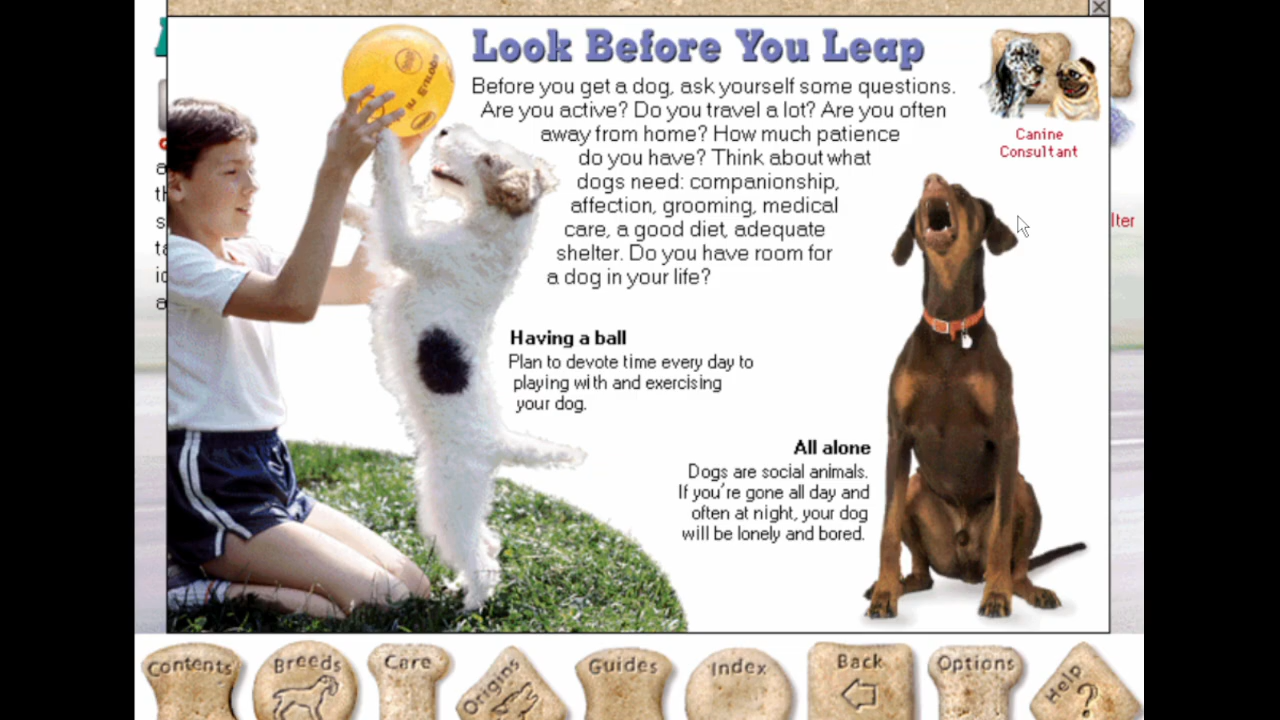 Look Before You Leap
Before you get a dog, ask yourself some questions.
Are you active? Do you travel a lot? Are you often
away from home? How much patience
do you have? Think about what
dogs need: companionship,
affection, grooming, medical
care, a good diet, adequate
shelter. Do you have room for
a dog in your life?
Canine
Consultant
Having a ball
Plan to devote time every day to
playing with and exercising
your dog.
All alone
Dogs are social animals.
If you're gone all day and
often at night, your dog
will be lonely and bored.
Contents
Breeds
Care
Origins
Guides
Index
Back
Options
Help
?